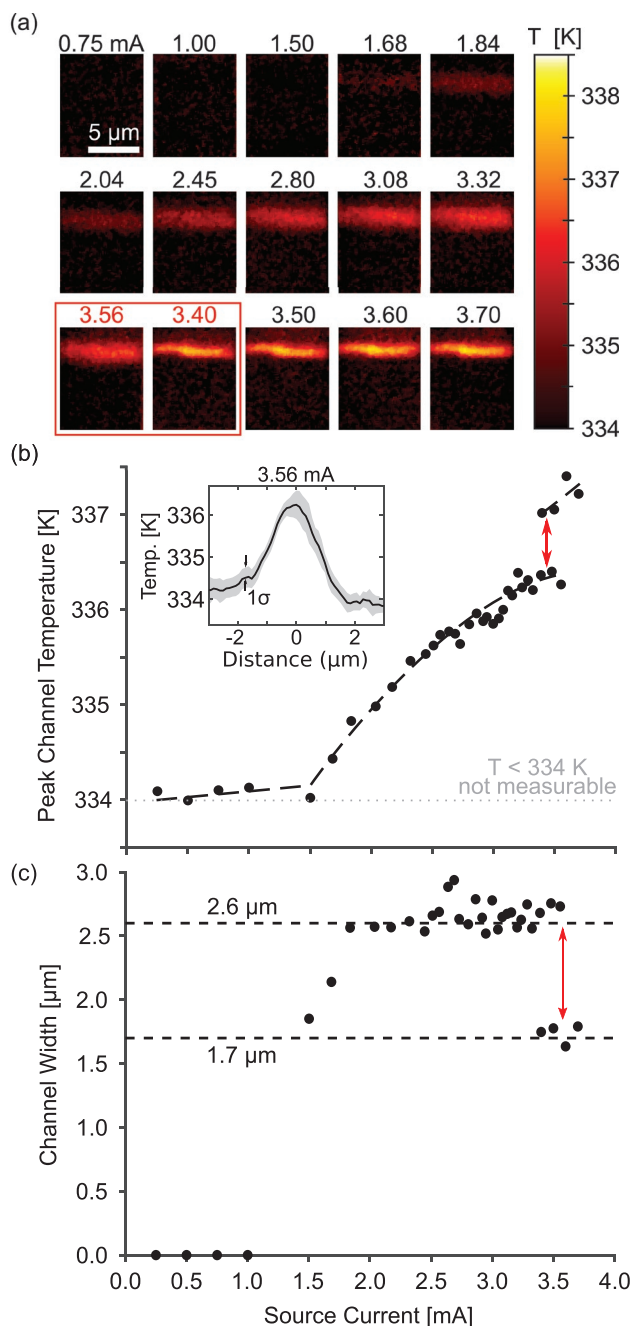 (a)
0.75 mA 1.00 1.50 1.68 1.84 T [K]
5 µm
338
2.04 2.45 2.80 3.08 3.32
337
336
3.56 3.40 3.50 3.60 3.70
335
334
(b)
Peak Channel Temperature [K]
337
336
335
334
3.56 mA
Temp. [K]
336
335
334
1σ
-2 0 2
Distance (µm)
T < 334 K
not measurable
(c)
Channel Width [µm]
3.0
2.5
2.0
1.5
1.0
0.5
0.0
2.6 µm
1.7 µm
0.0 0.5 1.0 1.5 2.0 2.5 3.0 3.5 4.0
Source Current [mA]